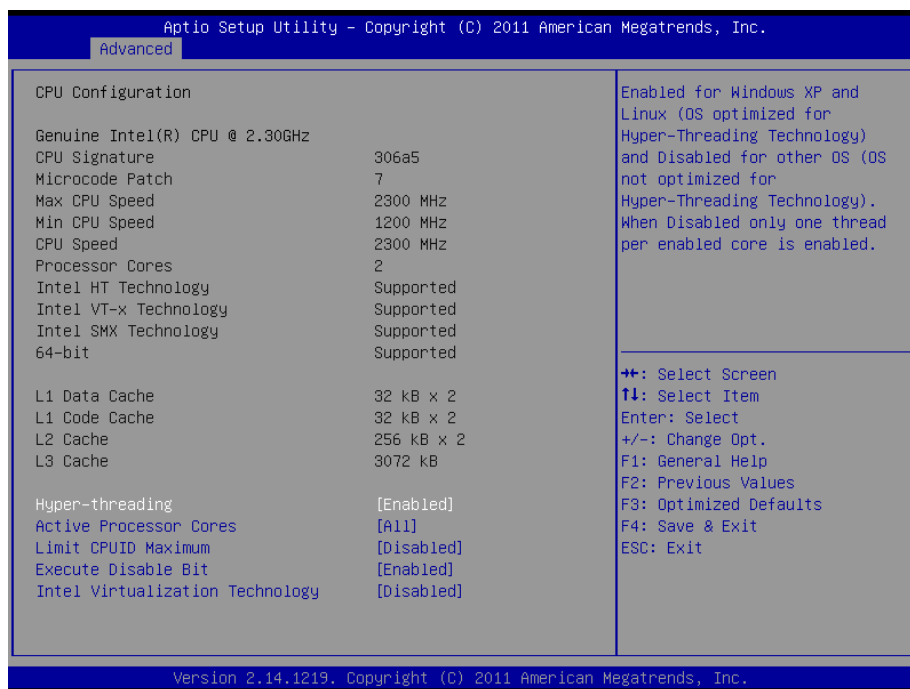 Aptio Setup Utility – Copyright (C) 2011 American Megatrends, Inc.
Advanced
CPU Configuration
Genuine Intel(R) CPU @ 2.30GHz
CPU Signature 306a5
Microcode Patch 7
Max CPU Speed 2300 MHz
Min CPU Speed 1200 MHz
CPU Speed 2300 MHz
Processor Cores 2
Intel HT Technology Supported
Intel VT-x Technology Supported
Intel SMX Technology Supported
64-bit Supported
L1 Data Cache 32 kB x 2
L1 Code Cache 32 kB x 2
L2 Cache 256 kB x 2
L3 Cache 3072 kB
Hyper-threading [Enabled]
Active Processor Cores [All]
Limit CPUID Maximum [Disabled]
Execute Disable Bit [Enabled]
Intel Virtualization Technology [Disabled]
Enabled for Windows XP and
Linux (OS optimized for
Hyper-Threading Technology)
and Disabled for other OS (OS
not optimized for
Hyper-Threading Technology).
When Disabled only one thread
per enabled core is enabled.
→←: Select Screen
↑↓: Select Item
Enter: Select
+/-: Change Opt.
F1: General Help
F2: Previous Values
F3: Optimized Defaults
F4: Save & Exit
ESC: Exit
Version 2.14.1219. Copyright (C) 2011 American Megatrends, Inc.